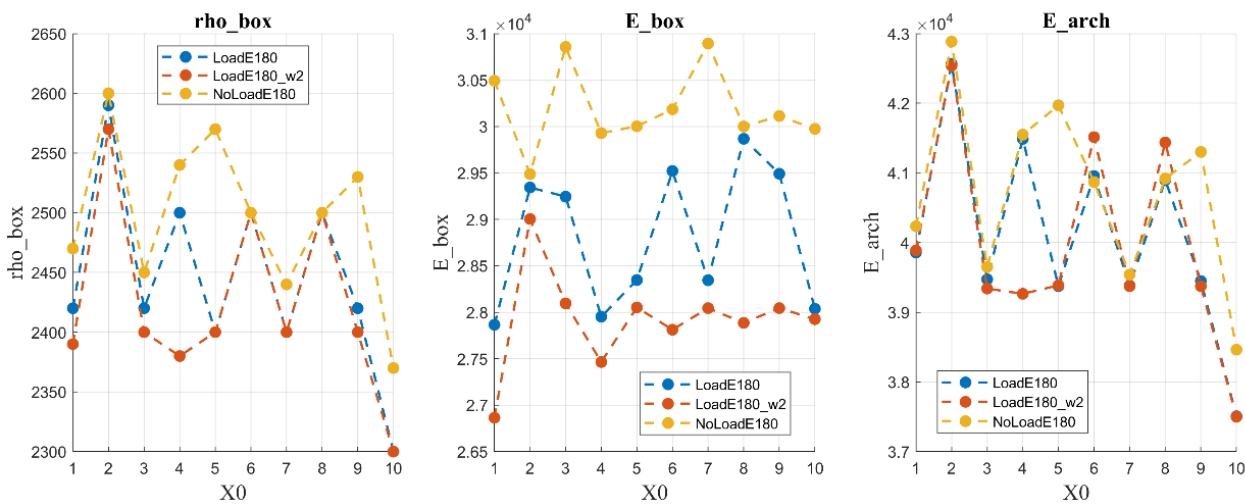 rho_box
2650
2600
2550
2500
2450
2400
2350
2300
rho_box
1 2 3 4 5 6 7 8 9 10
X0
LoadE180
LoadE180_w2
NoLoadE180
E_box
×10⁴
3.1
3.05
3
2.95
2.9
2.85
2.8
2.75
2.7
2.65
E_box
1 2 3 4 5 6 7 8 9 10
X0
LoadE180
LoadE180_w2
NoLoadE180
E_arch
×10⁴
4.3
4.2
4.1
4
3.9
3.8
3.7
E_arch
1 2 3 4 5 6 7 8 9 10
X0
LoadE180
LoadE180_w2
NoLoadE180